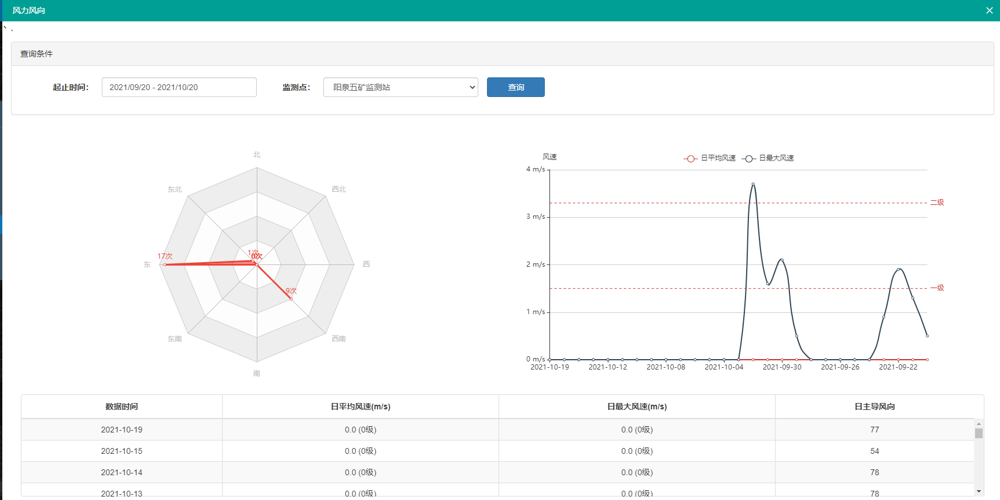 风力风向
、、
查询条件
起止时间： 2021/09/20 - 2021/10/20 监测点： 阳泉五矿监测站 查询
北
东北 西北
17次 1次 0次
东 西
9次
东南 西南
南
风速 日平均风速 日最大风速
4 m/s
二级
3 m/s
2 m/s
一级
1 m/s
0 m/s
2021-10-19 2021-10-12 2021-10-08 2021-10-04 2021-09-30 2021-09-26 2021-09-22
数据时间 日平均风速(m/s) 日最大风速(m/s) 日主导风向
2021-10-19 0.0 (0级) 0.0 (0级) 77
2021-10-15 0.0 (0级) 0.0 (0级) 54
2021-10-14 0.0 (0级) 0.0 (0级) 78
2021-10-13 0.0 (0级) 0.0 (0级) 78